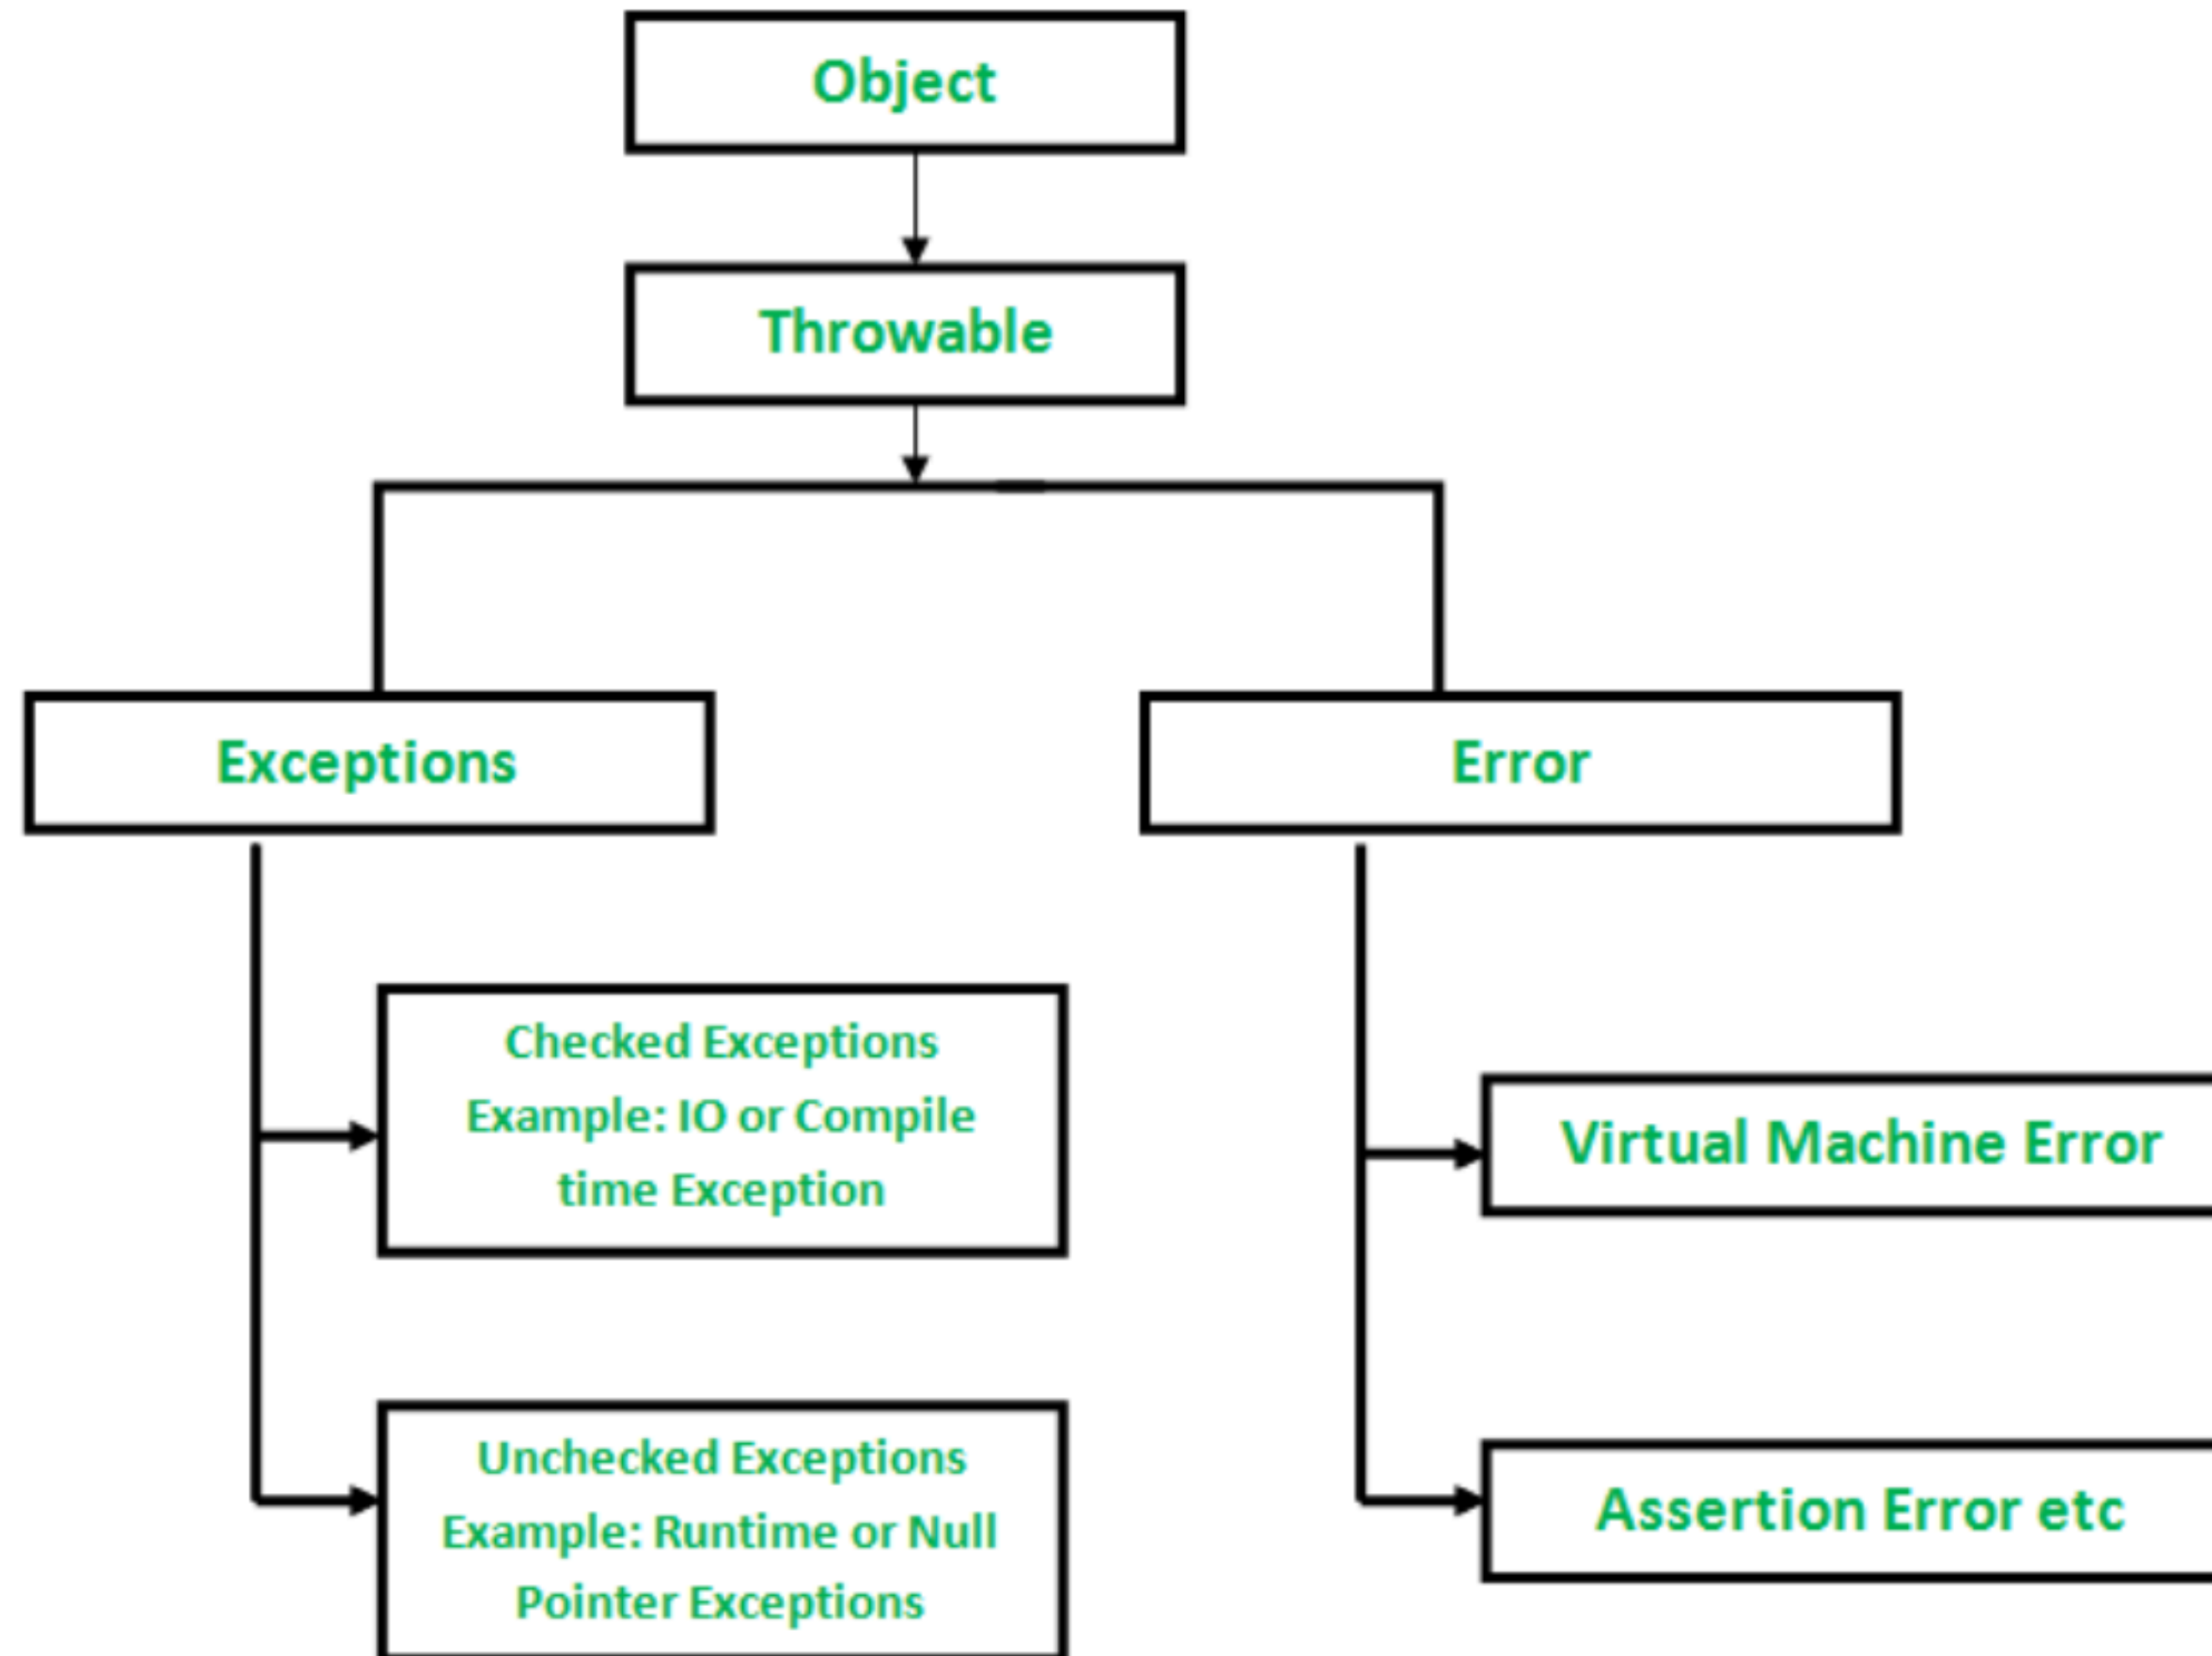 Object
Throwable
Exceptions
Error
Checked Exceptions
Example: IO or Compile
time Exception
Virtual Machine Error
Unchecked Exceptions
Example: Runtime or Null
Pointer Exceptions
Assertion Error etc